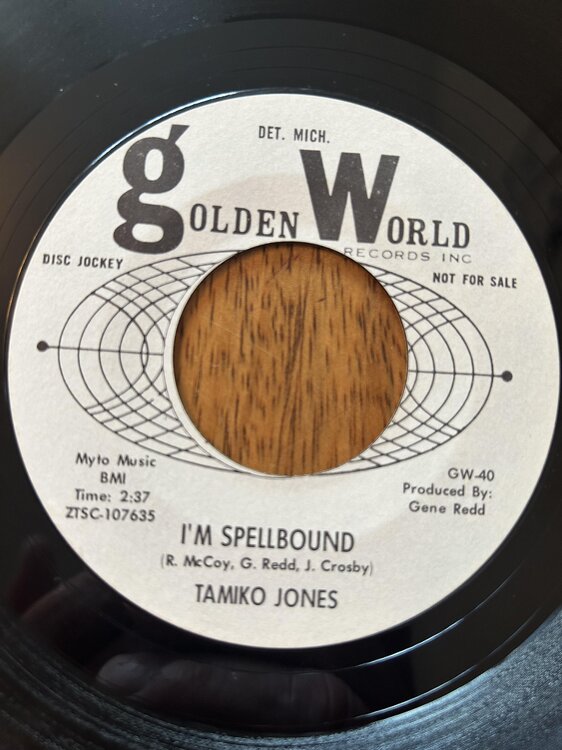 DET. MICH.
golden World
RECORDS INC
DISC JOCKEY
NOT FOR SALE
Myto Music
BMI
Time: 2:37
ZTSC-107635
GW-40
Produced By:
Gene Redd
I'M SPELLBOUND
(R. McCoy, G. Redd, J. Crosby)
TAMIKO JONES